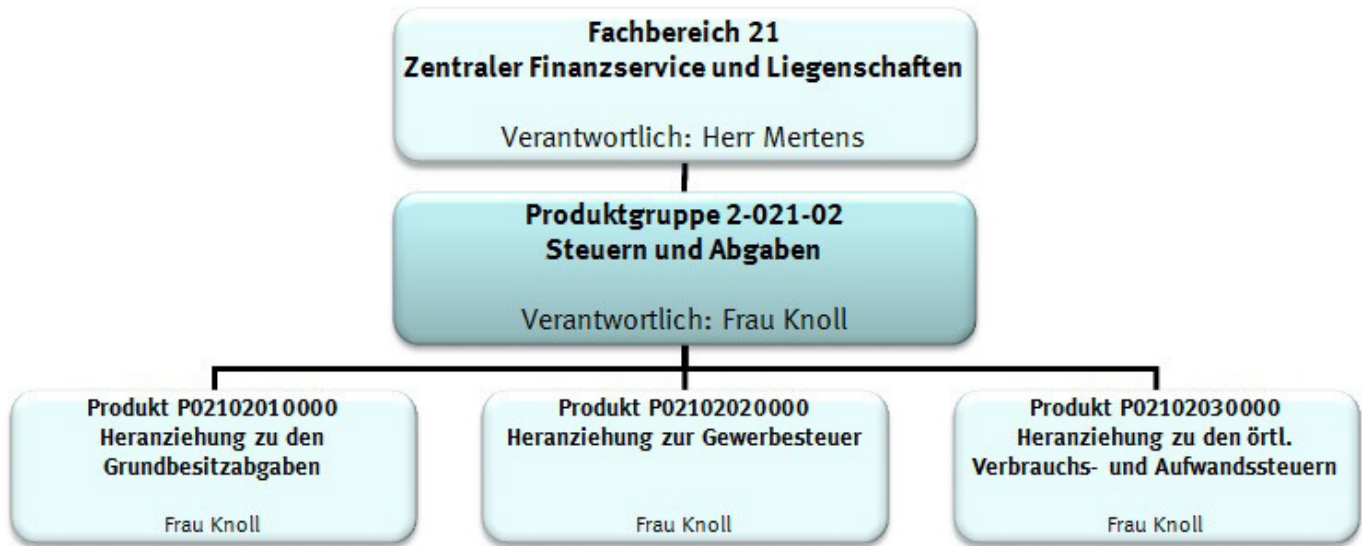 Fachbereich 21
Zentraler Finanzservice und Liegenschaften
Verantwortlich: Herr Mertens
Produktgruppe 2-021-02
Steuern und Abgaben
Verantwortlich: Frau Knoll
Produkt P02102010000
Heranziehung zu den
Grundbesitzabgaben
Frau Knoll
Produkt P02102020000
Heranziehung zur Gewerbesteuer
Frau Knoll
Produkt P02102030000
Heranziehung zu den örtl.
Verbrauchs- und Aufwandssteuern
Frau Knoll